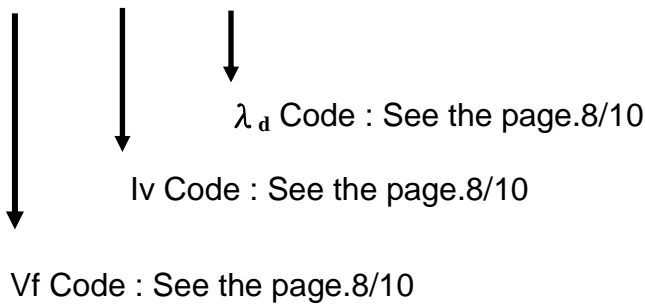 λd Code : See the page.8/10
Iv Code : See the page.8/10
Vf Code : See the page.8/10